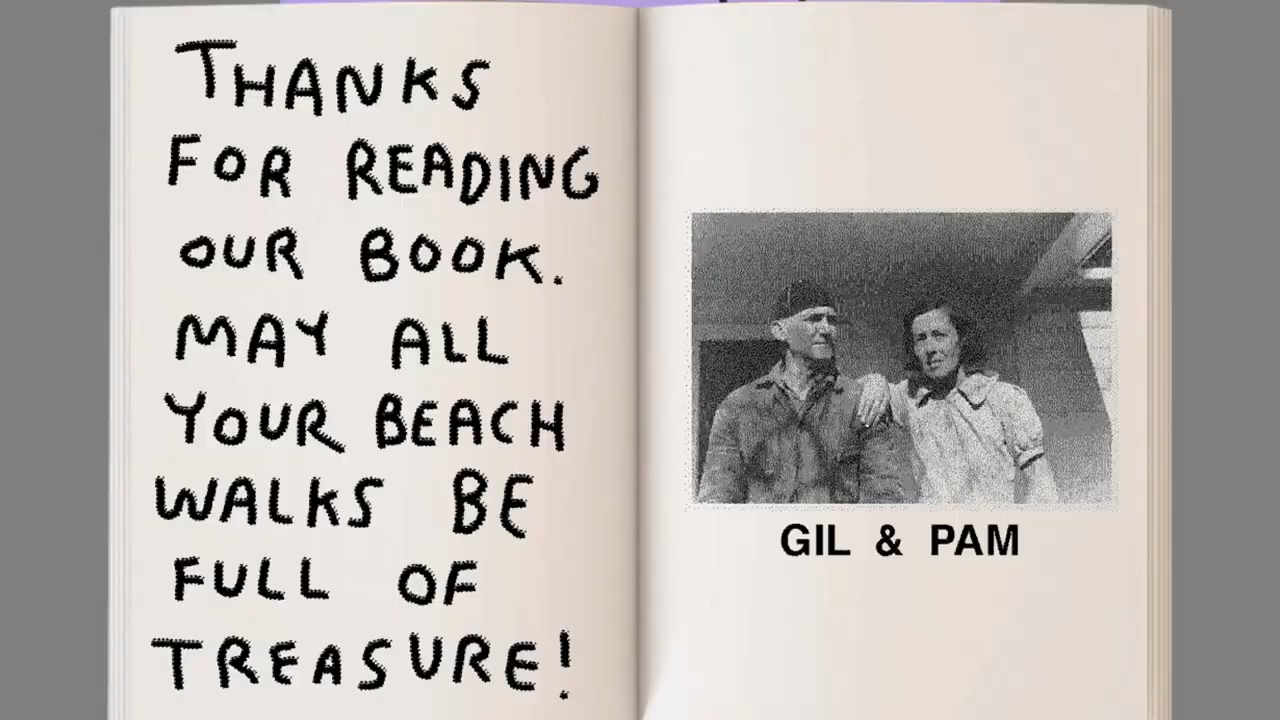 THANKS
FOR READING
OUR BOOK.
MAY ALL
YOUR BEACH
WALKS BE
FULL OF
TREASURE!
GIL & PAM